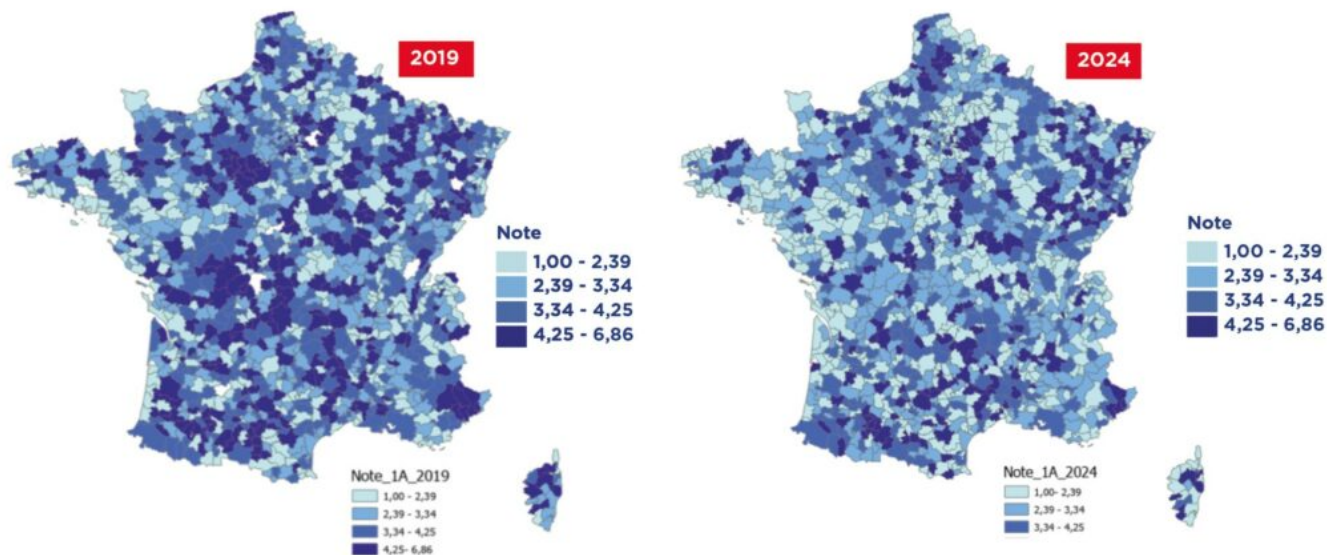 2019
Note
1,00 - 2,39
2,39 - 3,34
3,34 - 4,25
4,25 - 6,86
Note_1A_2019
1,00 - 2,39
2,39 - 3,34
3,34 - 4,25
4,25- 6,86
2024
Note
1,00 - 2,39
2,39 - 3,34
3,34 - 4,25
4,25 - 6,86
Note_1A_2024
1,00- 2,39
2,39 - 3,34
3,34 - 4,25